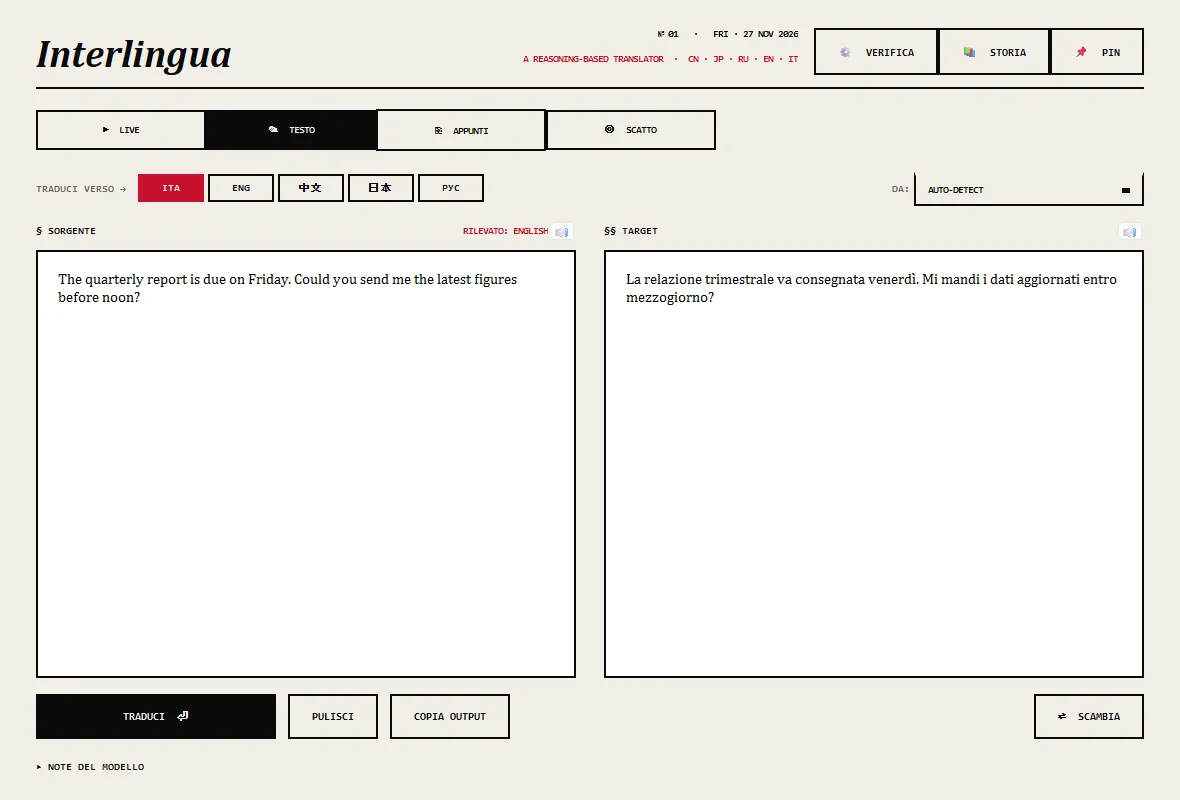 Interlingua
№ 01 · FRI · 27 NOV 2026
A REASONING-BASED TRANSLATOR · CN · JP · RU · EN · IT
VERIFICA
STORIA
PIN
LIVE
TESTO
APPUNTI
SCATTO
TRADUCI VERSO →
ITA
ENG
中文
日本
РУС
DA:
AUTO-DETECT
§ SORGENTE
RILEVATO: ENGLISH
§§ TARGET
The quarterly report is due on Friday. Could you send me the latest figures
before noon?
La relazione trimestrale va consegnata venerdì. Mi mandi i dati aggiornati entro
mezzogiorno?
TRADUCI
PULISCI
COPIA OUTPUT
SCAMBIA
NOTE DEL MODELLO